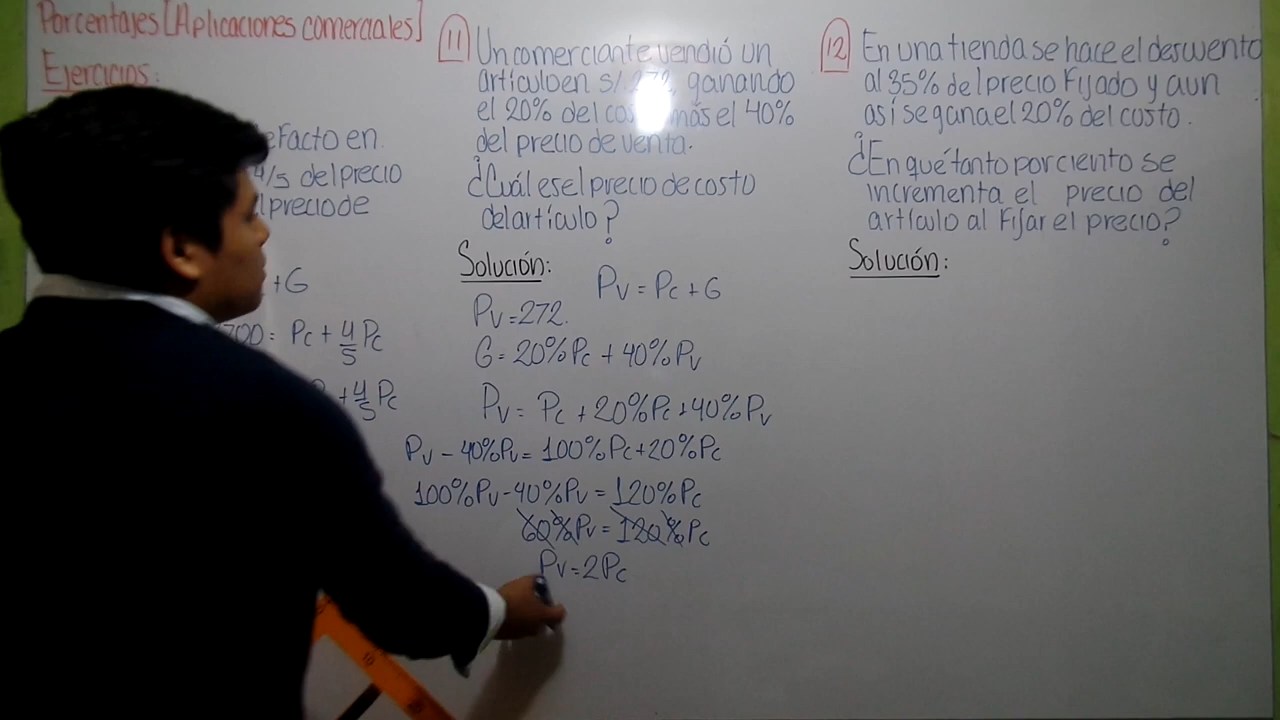 Porcentajes [Aplicaciones comerciales]
Ejercicios:
efacto en
4/5 del precio
precio de
+ G
= Pc + 4/5 Pc
+ 4/5 Pc
11 Un comerciante vendió un
artículo en s/. 272, ganando
el 20% del más el 40%
del precio de venta.
¿Cuál es el precio de costo
del artículo?
Solución:
Pv = Pc + G
Pv = 272.
G = 20% Pc + 40% Pv
Pv = Pc + 20% Pc + 40% Pv
Pv - 40% Pv = 100% Pc + 20% Pc
100% Pv - 40% Pv = 120% Pc
60% Pv = 120% Pc
Pv = 2Pc
12 En una tienda se hace el descuento
al 35% del precio fijado y aun
así se gana el 20% del costo.
¿En qué tanto por ciento se
incrementa el precio del
artículo al fijar el precio?
Solución:
10